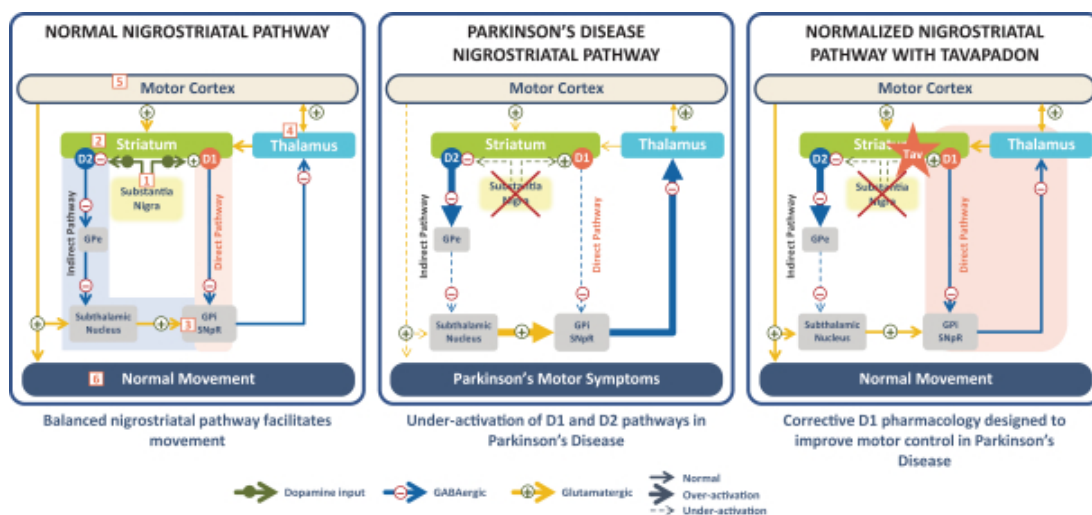 NORMAL NIGROSTRIATAL PATHWAY
5
Motor Cortex
2
Striatum
4
Thalamus
D2
D1
1
Substantia
Nigra
Indirect Pathway
Direct Pathway
GPe
Subthalamic
Nucleus
3
GPi
SNpR
6
Normal Movement
Balanced nigrostriatal pathway facilitates
movement
PARKINSON'S DISEASE
NIGROSTRIATAL PATHWAY
Motor Cortex
Striatum
Thalamus
D2
D1
Substantia
Nigra
Indirect Pathway
Direct Pathway
GPe
Subthalamic
Nucleus
GPi
SNpR
Parkinson's Motor Symptoms
Under-activation of D1 and D2 pathways in
Parkinson's Disease
NORMALIZED NIGROSTRIATAL
PATHWAY WITH TAVAPADON
Motor Cortex
Striatum
Thalamus
Tav
D2
D1
Substantia
Nigra
Indirect Pathway
Direct Pathway
GPe
Subthalamic
Nucleus
GPi
SNpR
Normal Movement
Corrective D1 pharmacology designed to
improve motor control in Parkinson's
Disease
Dopamine input
GABAergic
Glutamatergic
Normal
Over-activation
Under-activation